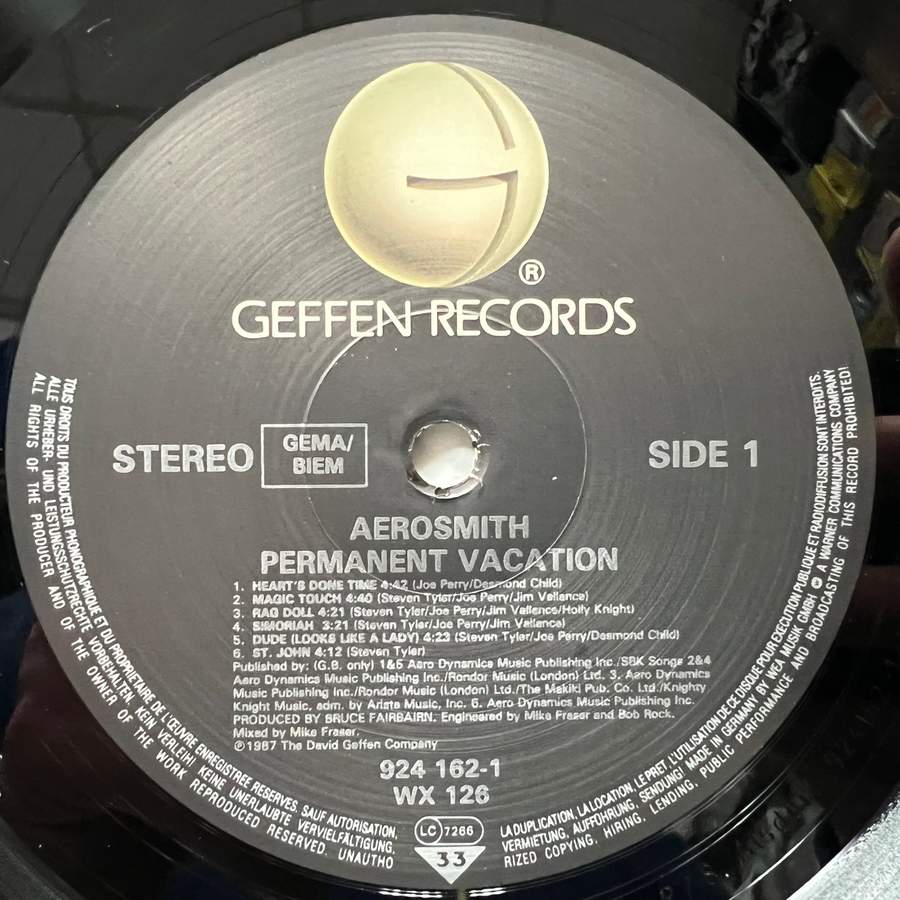 ®
GEFFEN RECORDS
STEREO
GEMA/
BIEM
SIDE 1
AEROSMITH
PERMANENT VACATION
1. HEART'S DONE TIME 4:42 (Joe Perry/Desmond Child)
2. MAGIC TOUCH 4:40 (Steven Tyler/Joe Perry/Jim Vallance)
3. RAG DOLL 4:21 (Steven Tyler/Joe Perry/Jim Vallance/Holly Knight)
4. SIMORIAH 3:21 (Steven Tyler/Joe Perry/Jim Vallance)
5. DUDE (LOOKS LIKE A LADY) 4:23 (Steven Tyler/Joe Perry/Desmond Child)
6. ST. JOHN 4:12 (Steven Tyler)
Published by: (G.B. only) 1&5 Aero Dynamics Music Publishing Inc./SBK Songs 2&4
Aero Dynamics Music Publishing Inc./Rondor Music (London) Ltd. 3. Aero Dynamics
Music Publishing Inc./Rondor Music (London) Ltd./The Makiki Pub. Co. Ltd./Knighty
Knight Music, adm. by Arista Music, Inc. 6. Aero Dynamics Music Publishing Inc.
PRODUCED BY BRUCE FAIRBAIRN. Engineered by Mike Fraser and Bob Rock.
Mixed by Mike Fraser.
℗1987 The David Geffen Company
924 162-1
WX 126
LC 7266
33
TOUS DROITS DU PRODUCTEUR PHONOGRAPHIQUE ET DU PROPRIETAIRE DE L'ŒUVRE ENREGISTREE RESERVES. SAUF AUTORISATION, LA DUPLICATION, LA LOCATION, LE PRET, L'UTILISATION DE CE DISQUE POUR EXECUTION PUBLIQUE ET RADIODIFFUSION SONT INTERDITS.
ALLE URHEBER- UND LEISTUNGSSCHUTZRECHTE VORBEHALTEN. KEIN VERLEIH! KEINE UNERLAUBTE VERVIELFÄLTIGUNG, VERMIETUNG, AUFFÜHRUNG, SENDUNG! MADE IN GERMANY BY WEA MUSIK GMBH A WARNER COMMUNICATIONS COMPANY
ALL RIGHTS OF THE PRODUCER AND OF THE OWNER OF THE WORK REPRODUCED RESERVED. UNAUTHORIZED COPYING, HIRING, LENDING, PUBLIC PERFORMANCE AND BROADCASTING OF THIS RECORD PROHIBITED!